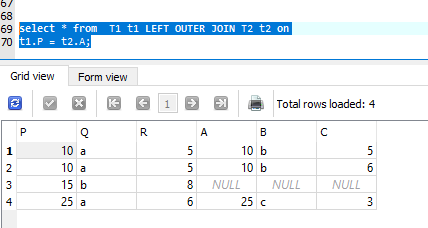 67
68
69 select * from T1 t1 LEFT OUTER JOIN T2 t2 on
70 t1.P = t2.A;
Grid view Form view
1 Total rows loaded: 4
P Q R A B C
1 10 a 5 10 b 5
2 10 a 5 10 b 6
3 15 b 8 NULL NULL NULL
4 25 a 6 25 c 3